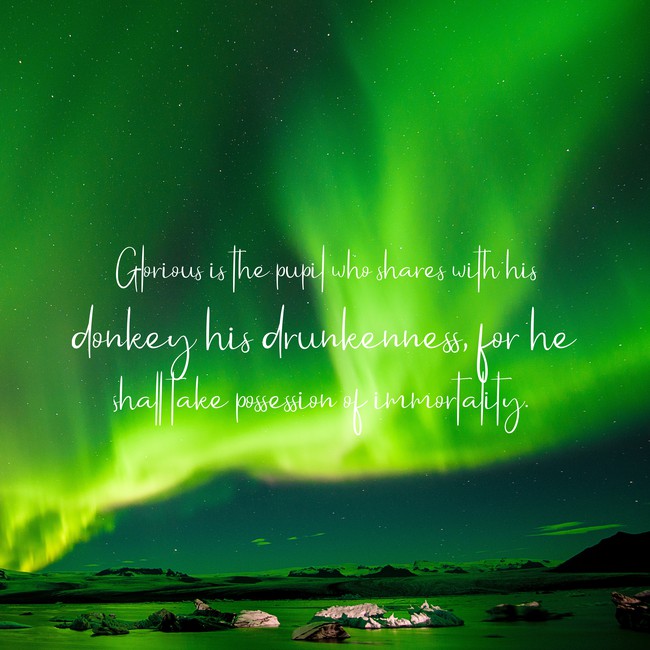 Glorious is the pupil who shares with his
donkey his drunkenness, for he
shall take possession of immortality.